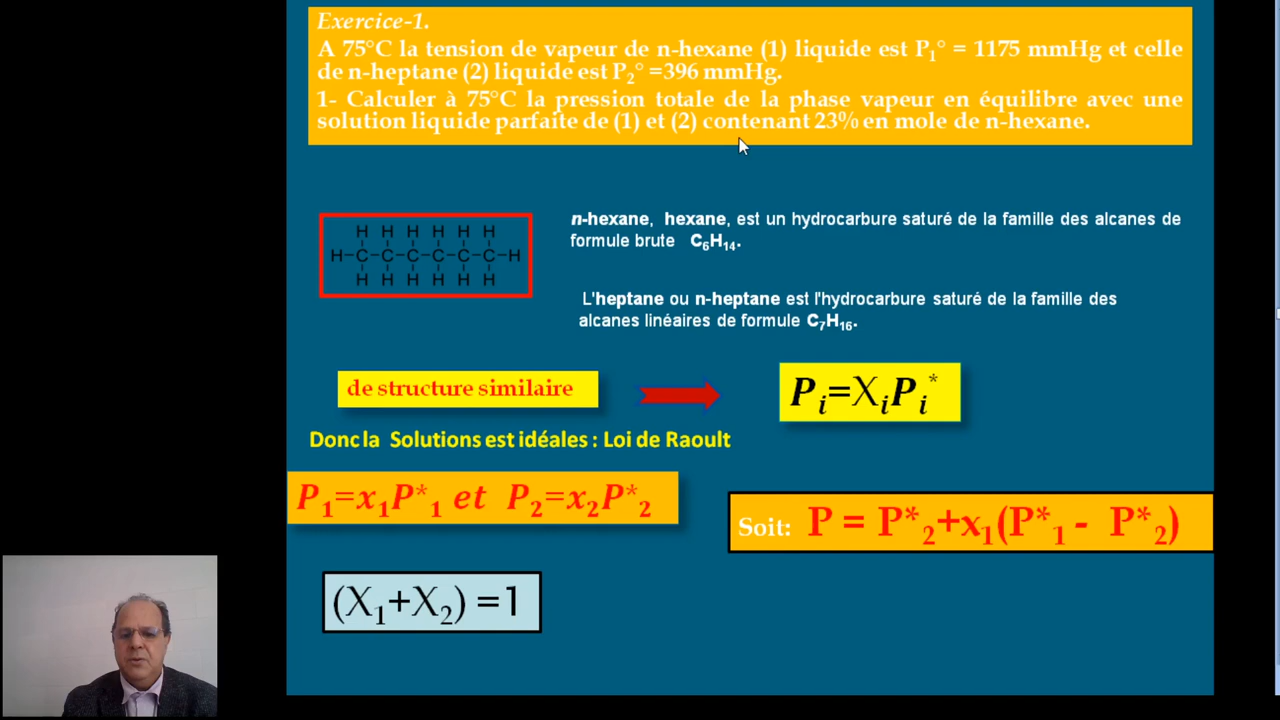 Exercice-1.
A 75°C la tension de vapeur de n-hexane (1) liquide est P₁° = 1175 mmHg et celle
de n-heptane (2) liquide est P₂° =396 mmHg.
1- Calculer à 75°C la pression totale de la phase vapeur en équilibre avec une
solution liquide parfaite de (1) et (2) contenant 23% en mole de n-hexane.
H H H H H H
H-C-C-C-C-C-C-H
H H H H H H
n-hexane, hexane, est un hydrocarbure saturé de la famille des alcanes de
formule brute C₆H₁₄.
L'heptane ou n-heptane est l'hydrocarbure saturé de la famille des
alcanes linéaires de formule C₇H₁₆.
de structure similaire
Pᵢ=XᵢPᵢ*
Donc la Solutions est idéales : Loi de Raoult
P₁=x₁P*₁ et P₂=x₂P*₂
Soit: P = P*₂+x₁(P*₁ - P*₂)
(X₁+X₂) =1